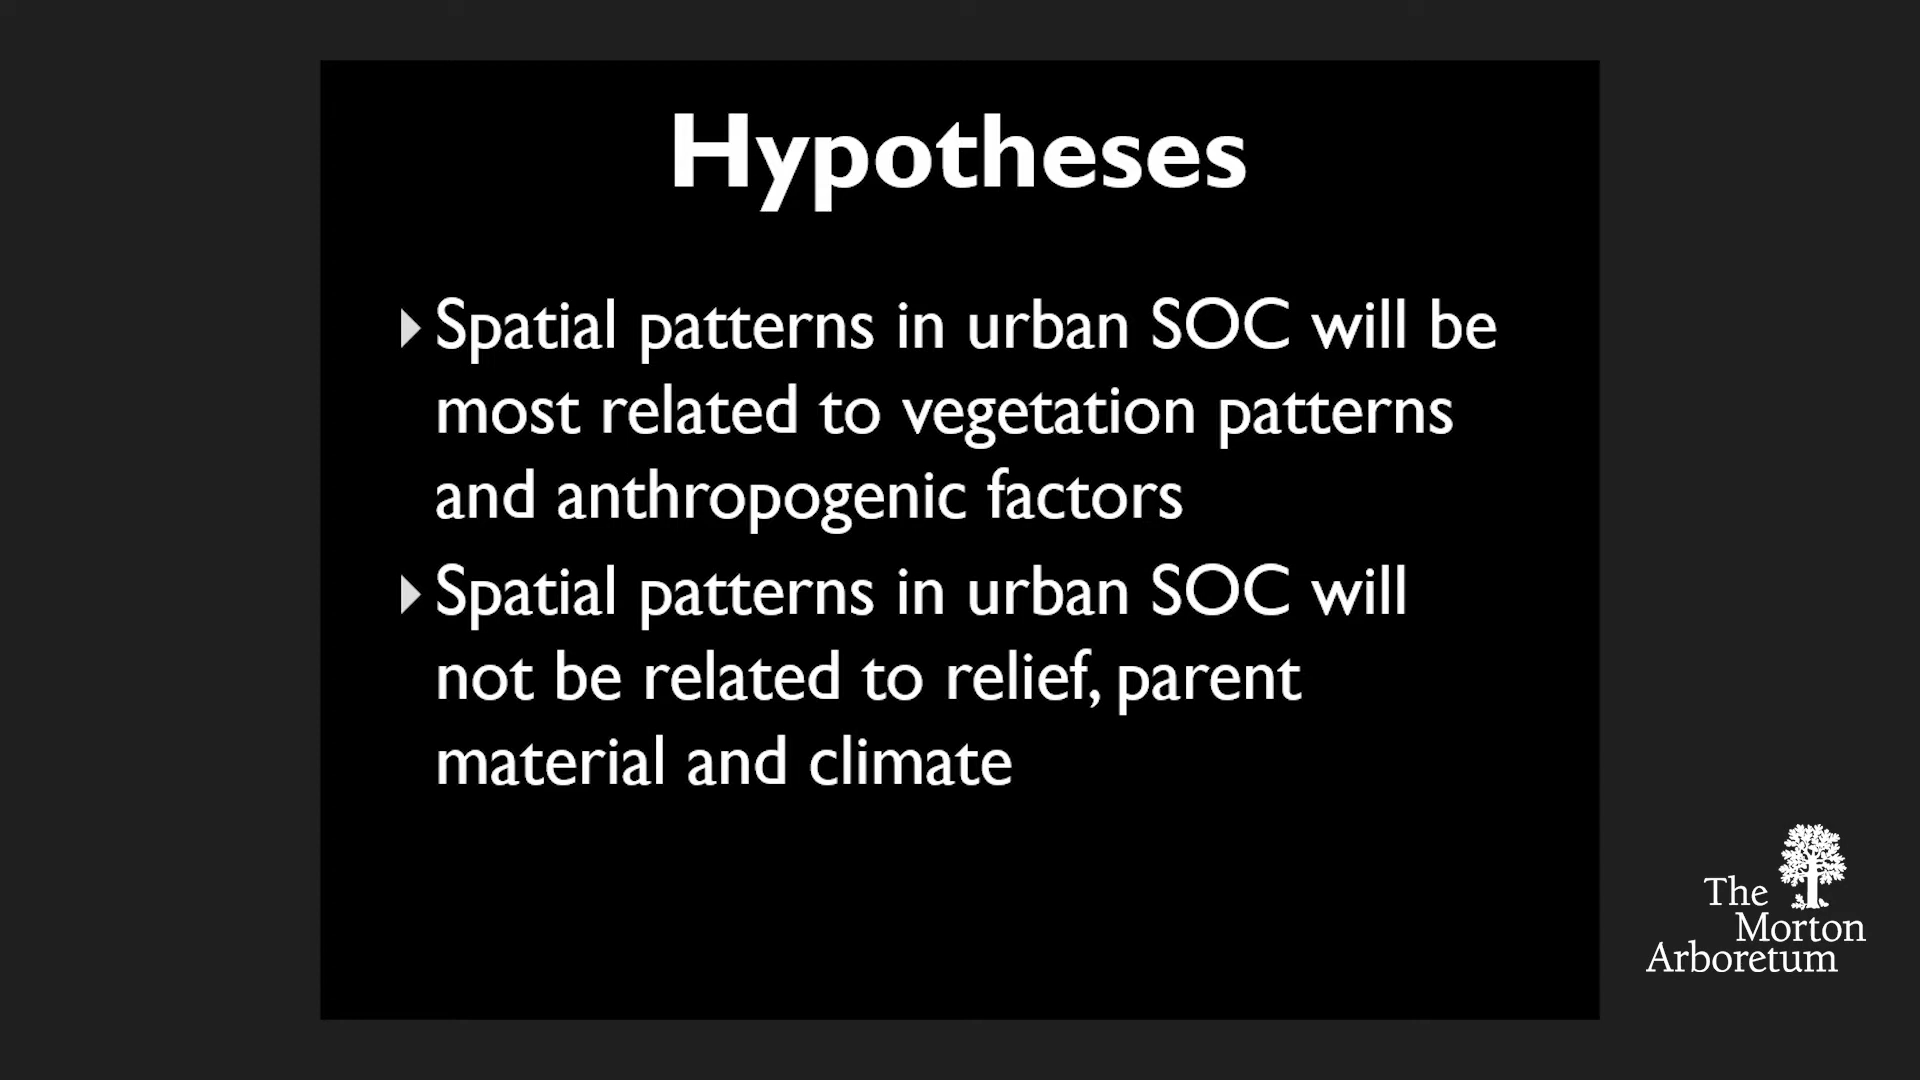 Hypotheses
Spatial patterns in urban SOC will be
most related to vegetation patterns
and anthropogenic factors
Spatial patterns in urban SOC will
not be related to relief, parent
material and climate
The
Morton
Arboretum